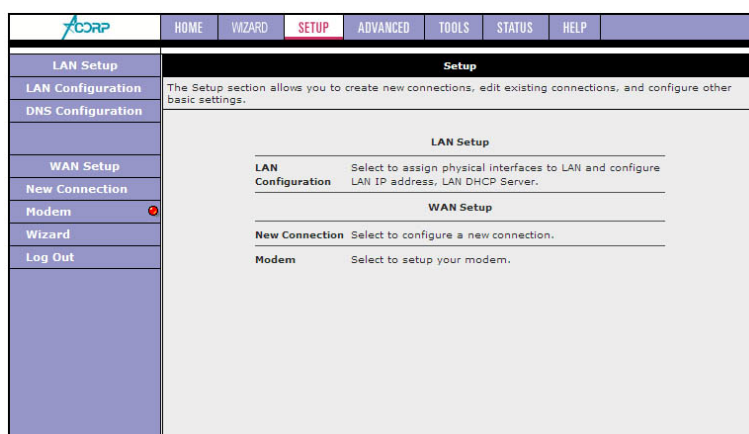 ACORP
HOME WIZARD SETUP ADVANCED TOOLS STATUS HELP
LAN Setup
LAN Configuration
DNS Configuration
WAN Setup
New Connection
Modem
Wizard
Log Out
Setup
The Setup section allows you to create new connections, edit existing connections, and configure other
basic settings.
LAN Setup
LAN
Configuration
Select to assign physical interfaces to LAN and configure
LAN IP address, LAN DHCP Server.
WAN Setup
New Connection Select to configure a new connection.
Modem Select to setup your modem.